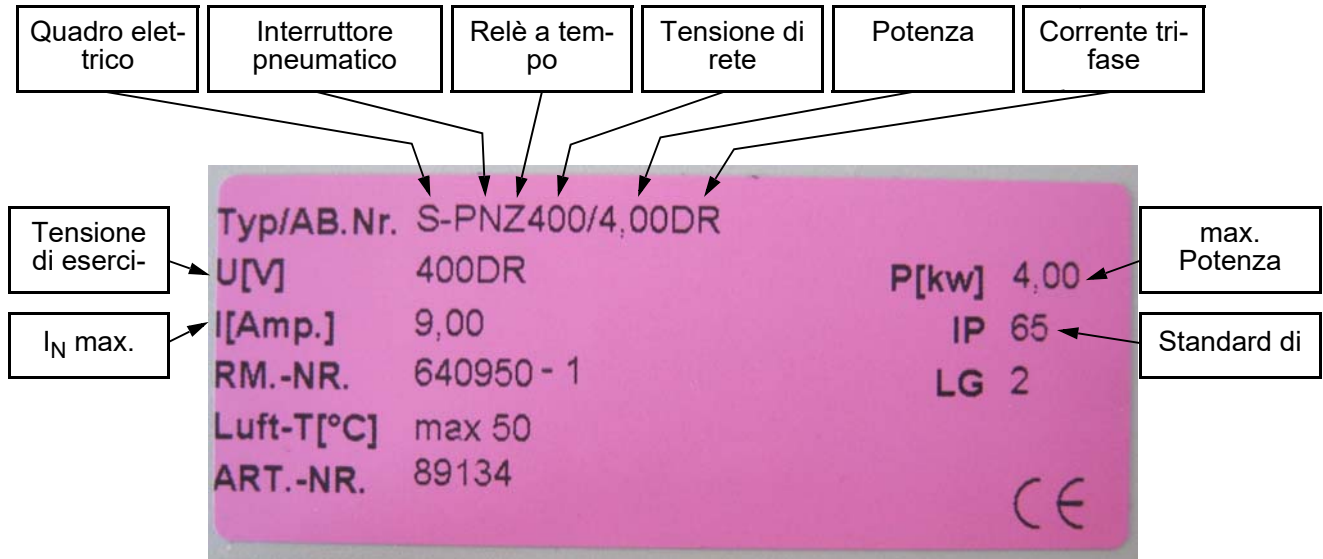 Quadro elet-
trico
Interruttore
pneumatico
Relè a tem-
po
Tensione di
rete
Potenza
Corrente tri-
fase
Typ/AB.Nr. S-PNZ400/4,00DR
Tensione
di eserci-
U[V] 400DR
P[kw] 4,00
max.
Potenza
IN max.
I[Amp.] 9,00
IP 65
Standard di
RM.-NR. 640950 - 1
LG 2
Luft-T[°C] max 50
ART.-NR. 89134
CE